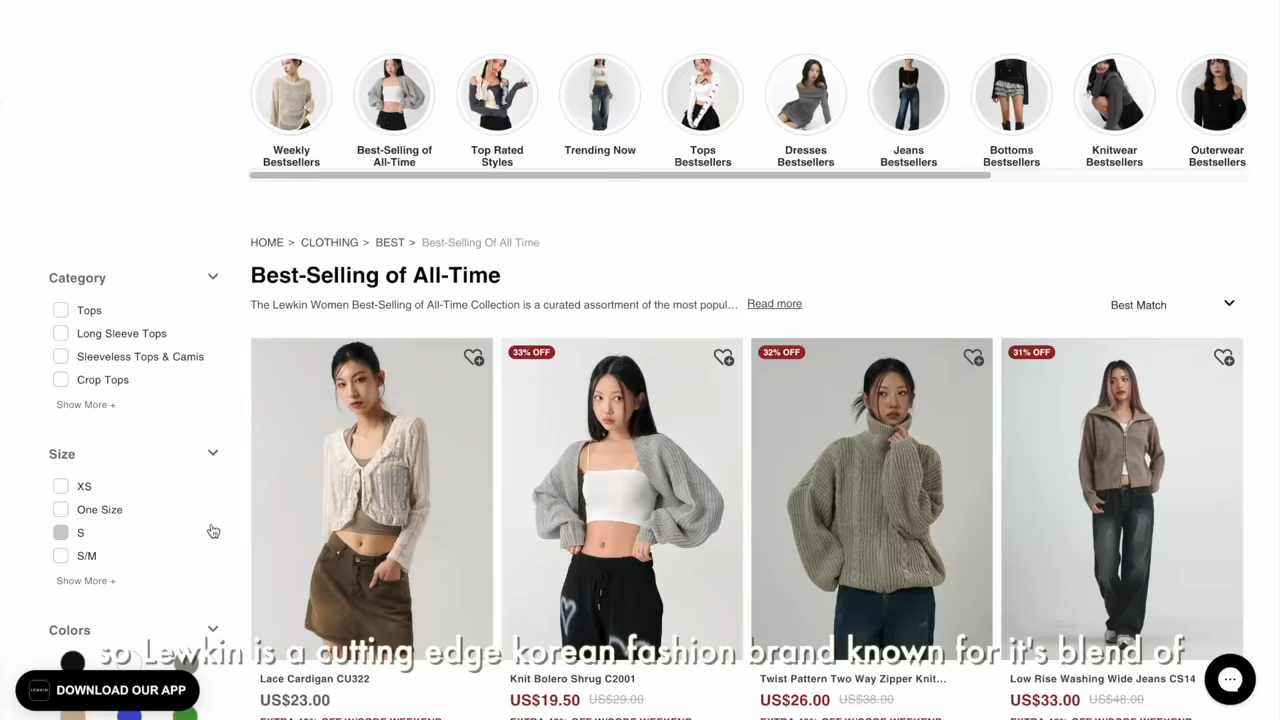 Weekly Bestsellers
Best-Selling of All-Time
Top Rated Styles
Trending Now
Tops Bestsellers
Dresses Bestsellers
Jeans Bestsellers
Bottoms Bestsellers
Knitwear Bestsellers
Outerwear Bestsellers
HOME > CLOTHING > BEST > Best-Selling Of All Time
Best-Selling of All-Time
The Lewkin Women Best-Selling of All-Time Collection is a curated assortment of the most popul... Read more
Best Match
Category
Tops
Long Sleeve Tops
Sleeveless Tops & Camis
Crop Tops
Show More +
Size
XS
One Size
S
S/M
Show More +
Colors
LEWKIN
DOWNLOAD OUR APP
33% OFF
32% OFF
31% OFF
so Lewkin is a cutting edge korean fashion brand known for it's blend of
Lace Cardigan CU322
US$23.00
Knit Bolero Shrug C2001
US$19.50 US$29.00
Twist Pattern Two Way Zipper Knit...
US$26.00 US$38.00
Low Rise Washing Wide Jeans CS14
US$33.00 US$48.00